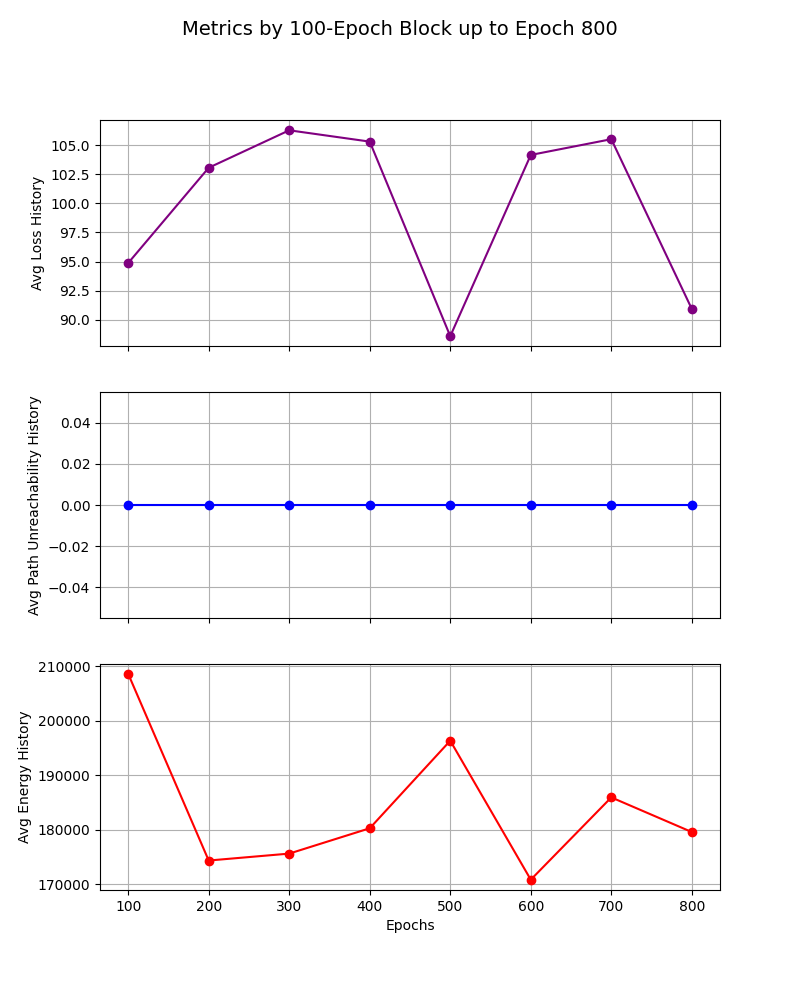 Metrics by 100-Epoch Block up to Epoch 800
Avg Loss History
105.0
102.5
100.0
97.5
95.0
92.5
90.0
Avg Path Unreachability History
0.04
0.02
0.00
−0.02
−0.04
Avg Energy History
210000
200000
190000
180000
170000
100 200 300 400 500 600 700 800
Epochs